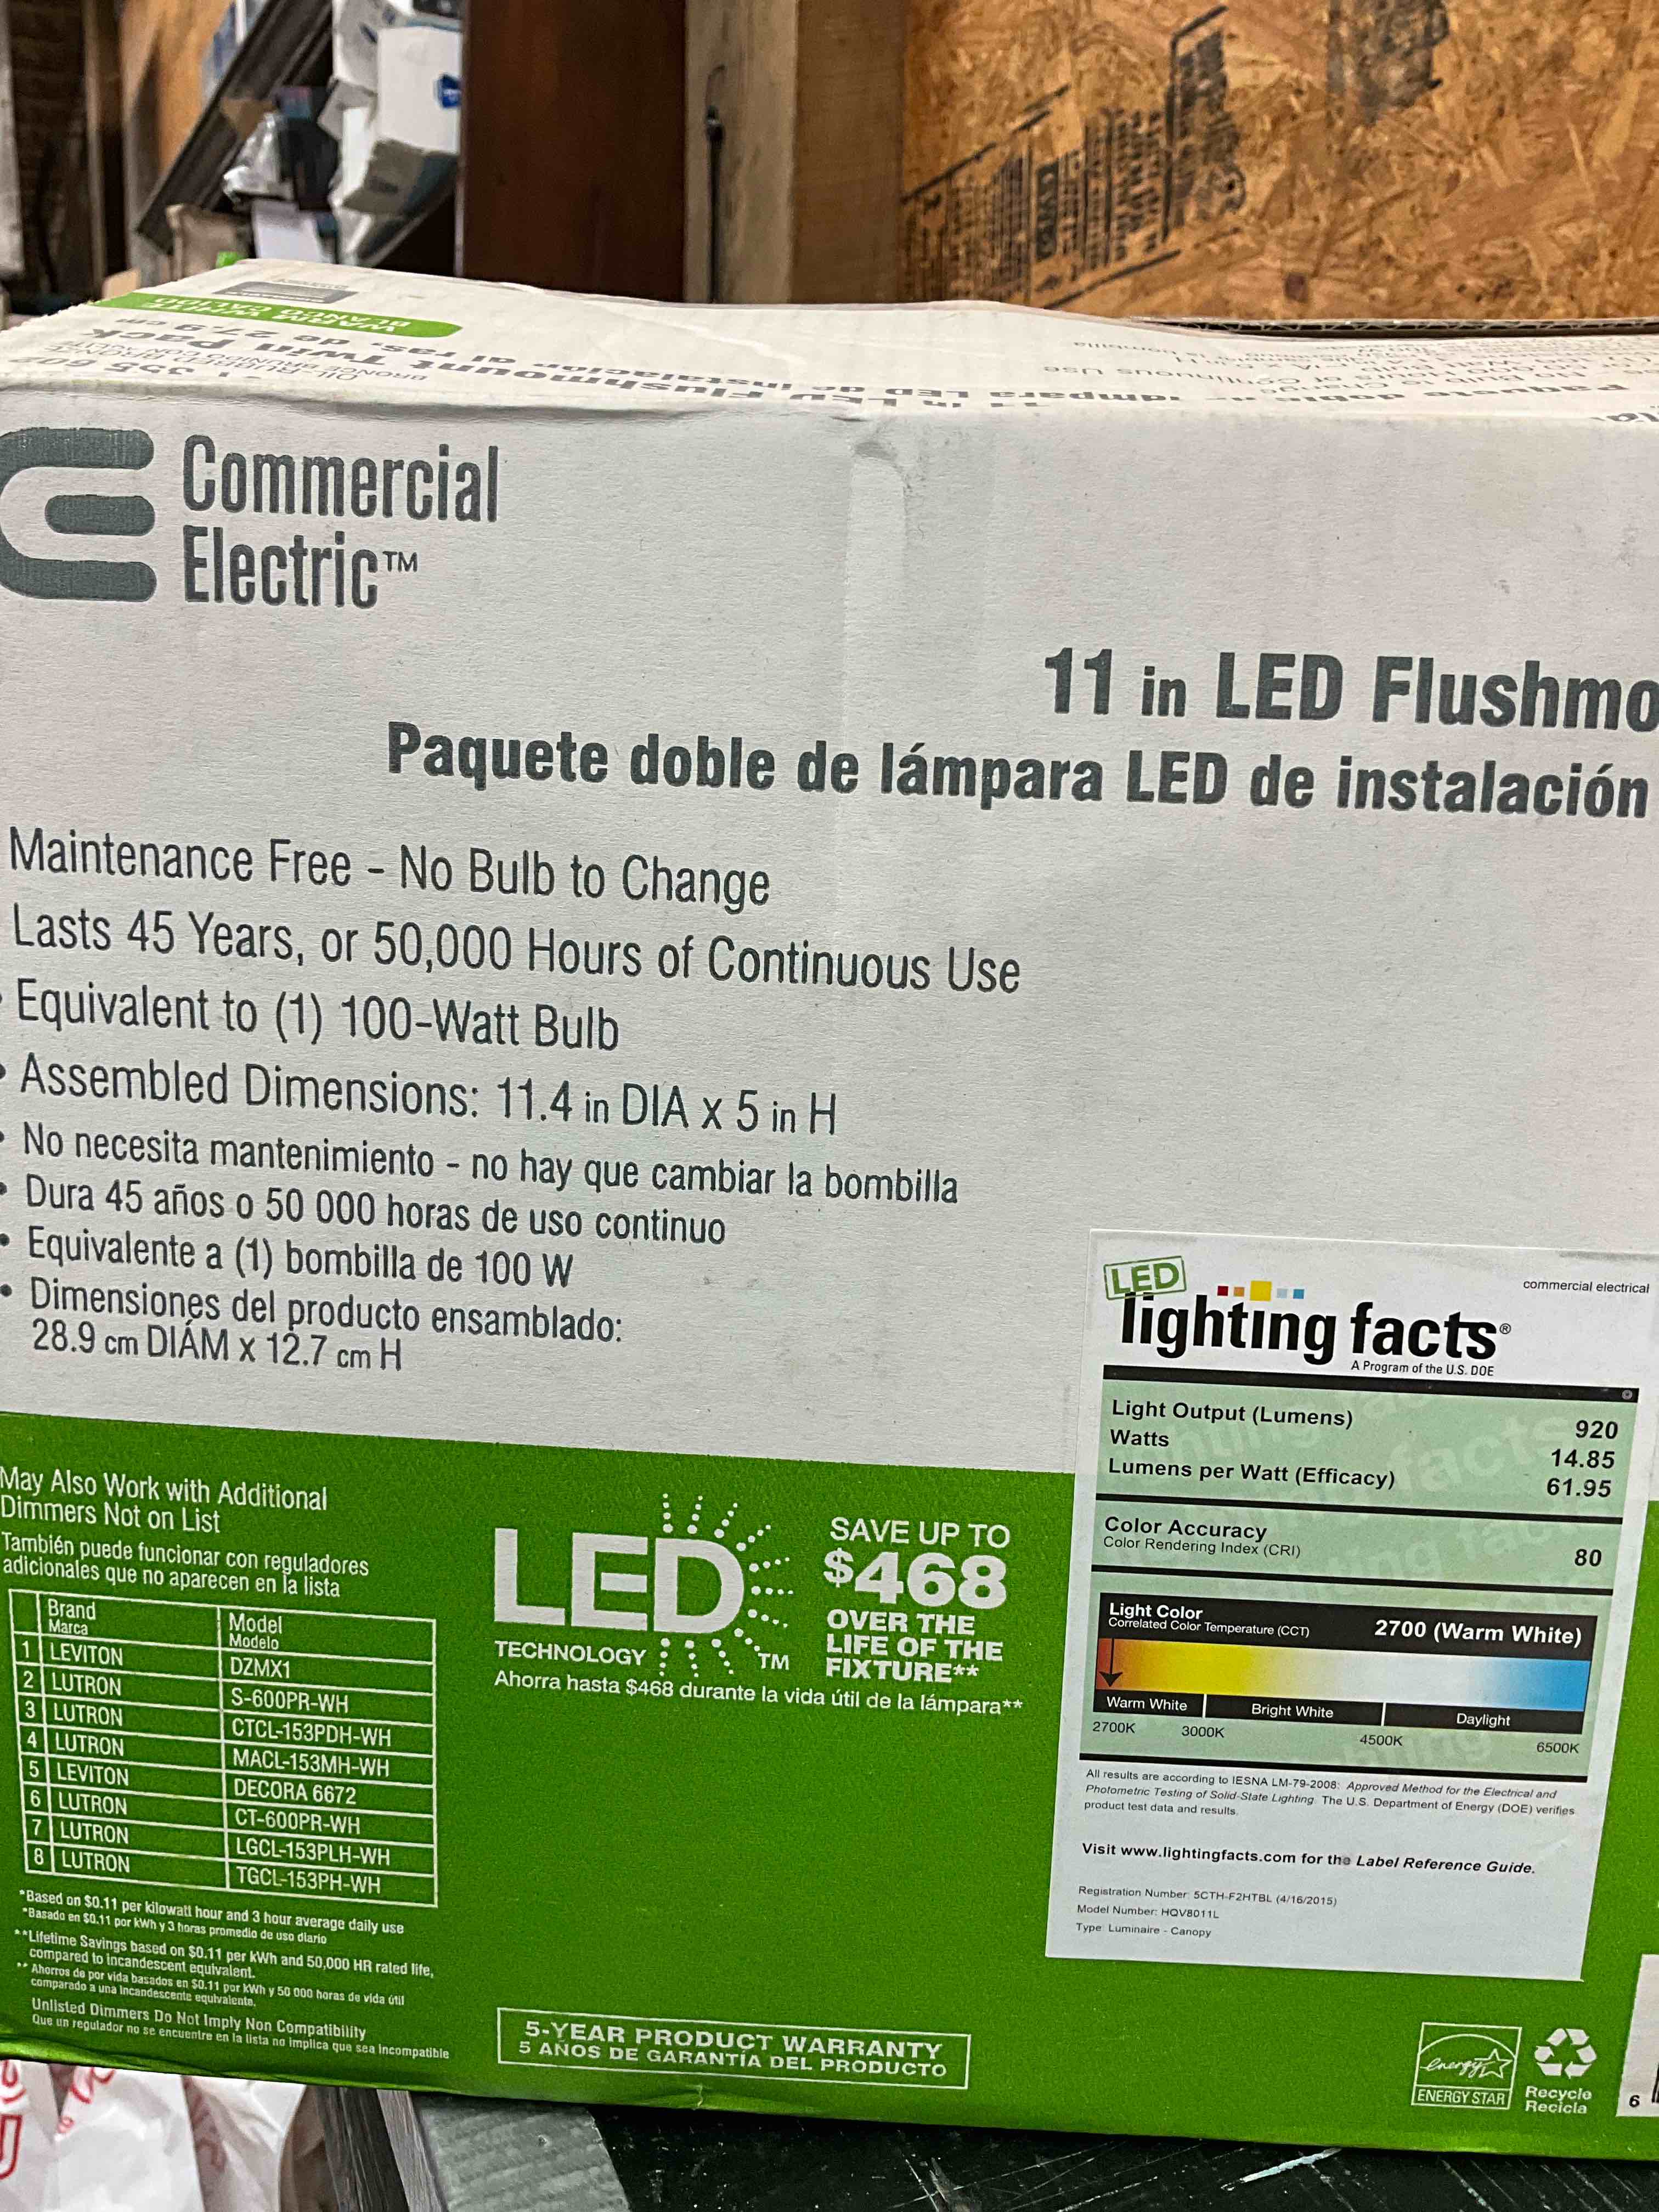 WARM WHITE
BLANCO CÁLIDO
LED Flushmount Twin Pack
Commercial
Electric™
11 in LED Flushmo
Paquete doble de lámpara LED de instalación
Maintenance Free - No Bulb to Change
Lasts 45 Years, or 50,000 Hours of Continuous Use
• Equivalent to (1) 100-Watt Bulb
• Assembled Dimensions: 11.4 in DIA x 5 in H
• No necesita mantenimiento - no hay que cambiar la bombilla
• Dura 45 años o 50 000 horas de uso continuo
• Equivalente a (1) bombilla de 100 W
• Dimensiones del producto ensamblado:
28.9 cm DIÁM x 12.7 cm H
May Also Work with Additional
Dimmers Not on List
También puede funcionar con reguladores
adicionales que no aparecen en la lista
Brand Model
Marca Modelo
1 LEVITON DZMX1
2 LUTRON S-600PR-WH
3 LUTRON CTCL-153PDH-WH
4 LUTRON MACL-153MH-WH
5 LEVITON DECORA 6672
6 LUTRON CT-600PR-WH
7 LUTRON LGCL-153PLH-WH
8 LUTRON TGCL-153PH-WH
*Based on $0.11 per kilowatt hour and 3 hour average daily use
*Basado en $0.11 por kWh y 3 horas promedio de uso diario
**Lifetime Savings based on $0.11 per kWh and 50,000 HR rated life,
compared to incandescent equivalent.
** Ahorros de por vida basados en $0.11 por kWh y 50 000 horas de vida útil
comparado a una incandescente equivalente.
Unlisted Dimmers Do Not Imply Non Compatibility
Que un regulador no se encuentre en la lista no implica que sea incompatible
LED
TECHNOLOGY ™
SAVE UP TO
$468
OVER THE
LIFE OF THE
FIXTURE**
Ahorra hasta $468 durante la vida útil de la lámpara**
5-YEAR PRODUCT WARRANTY
5 AÑOS DE GARANTÍA DEL PRODUCTO
LED
lighting facts®
A Program of the U.S. DOE
commercial electrical
Light Output (Lumens) 920
Watts 14.85
Lumens per Watt (Efficacy) 61.95
Color Accuracy
Color Rendering Index (CRI) 80
Light Color
Correlated Color Temperature (CCT) 2700 (Warm White)
Warm White Bright White Daylight
2700K 3000K 4500K 6500K
All results are according to IESNA LM-79-2008: Approved Method for the Electrical and
Photometric Testing of Solid-State Lighting. The U.S. Department of Energy (DOE) verifies
product test data and results.
Visit www.lightingfacts.com for the Label Reference Guide.
Registration Number: 5CTH-F2HTBL (4/16/2015)
Model Number: HQV8011L
Type: Luminaire - Canopy
energy
ENERGY STAR
Recycle
Recicla
6